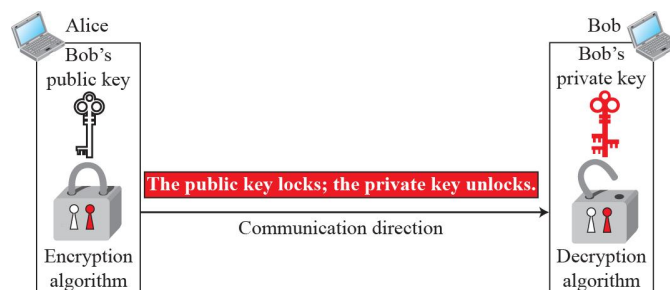 Alice
Bob's
public key
Encryption
algorithm
The public key locks; the private key unlocks.
Communication direction
Bob
Bob's
private key
Decryption
algorithm